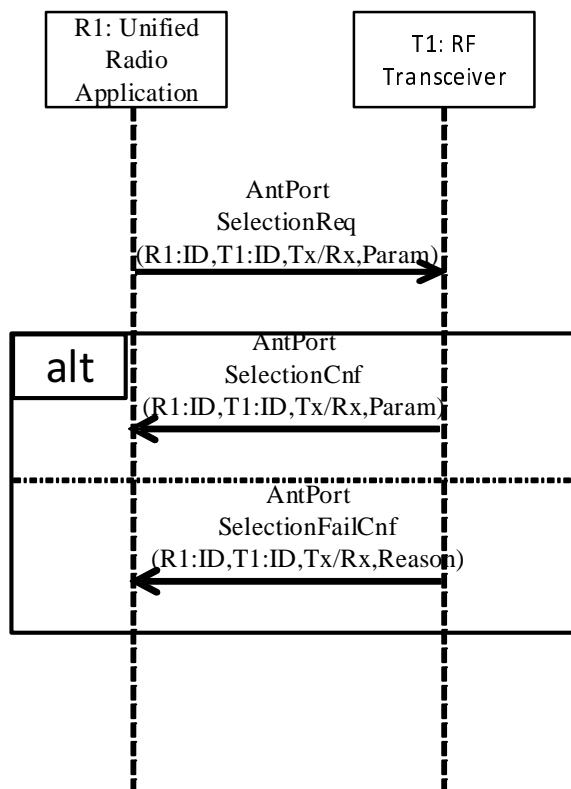 R1: Unified
Radio
Application
T1: RF
Transceiver
AntPort
SelectionReq
(R1:ID,T1:ID,Tx/Rx,Param)
alt
AntPort
SelectionCnf
(R1:ID,T1:ID,Tx/Rx,Param)
AntPort
SelectionFailCnf
(R1:ID,T1:ID,Tx/Rx,Reason)